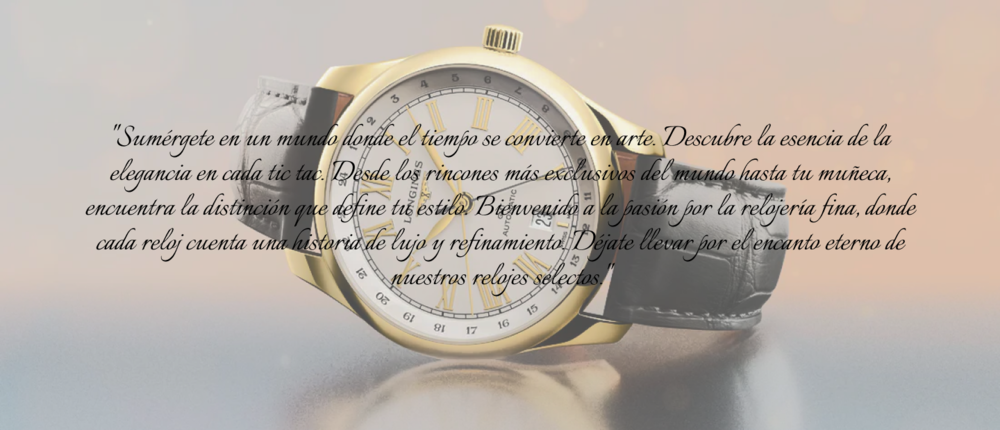 "Sumérgete en un mundo donde el tiempo se convierte en arte. Descubre la esencia de la
elegancia en cada tic tac. Desde los rincones más exclusivos del mundo hasta tu muñeca,
encuentra la distinción que define tu estilo. Bienvenido a la pasión por la relojería fina, donde
cada reloj cuenta una historia de lujo y refinamiento. Déjate llevar por el encanto eterno de
nuestros relojes selectos."
LONGINES
AUTOMATIC